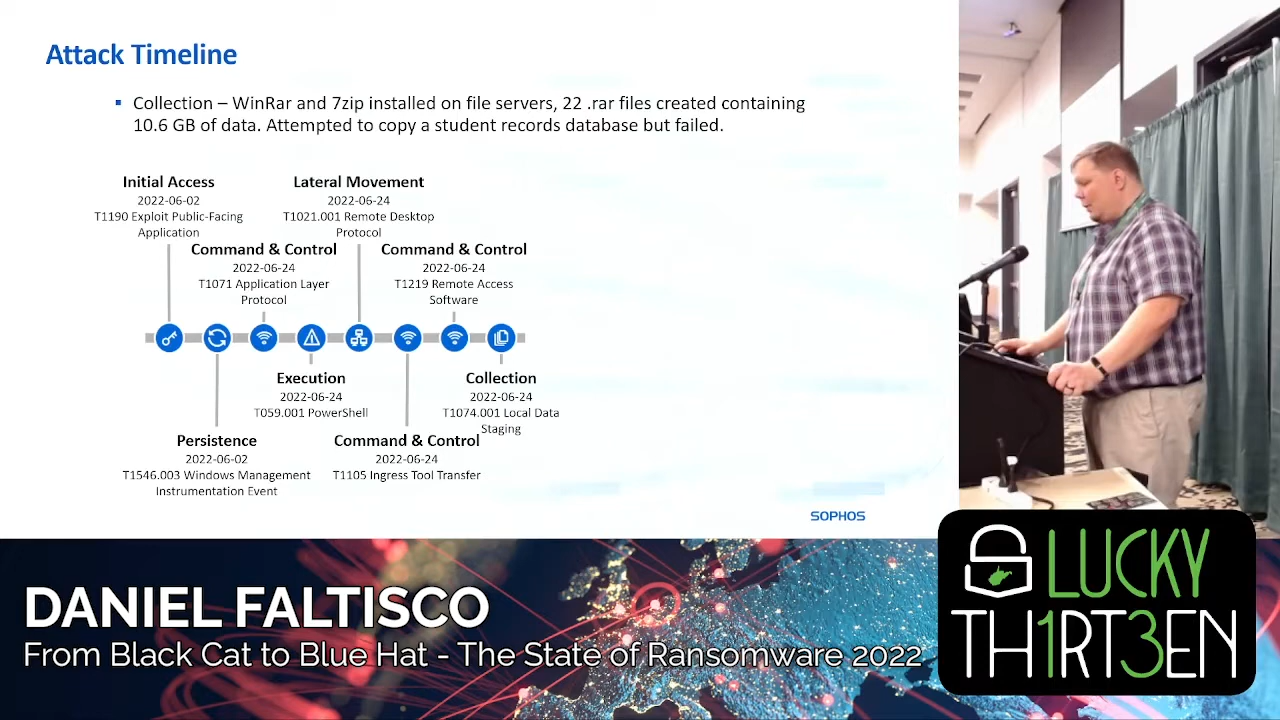 Attack Timeline
▪ Collection – WinRar and 7zip installed on file servers, 22 .rar files created containing
10.6 GB of data. Attempted to copy a student records database but failed.
Initial Access
2022-06-02
T1190 Exploit Public-Facing
Application
Lateral Movement
2022-06-24
T1021.001 Remote Desktop
Protocol
Command & Control
2022-06-24
T1071 Application Layer
Protocol
Command & Control
2022-06-24
T1219 Remote Access
Software
Execution
2022-06-24
T059.001 PowerShell
Collection
2022-06-24
T1074.001 Local Data
Staging
Persistence
2022-06-02
T1546.003 Windows Management
Instrumentation Event
Command & Control
2022-06-24
T1105 Ingress Tool Transfer
SOPHOS
DANIEL FALTISCO
From Black Cat to Blue Hat - The State of Ransomware 2022
LUCKY
TH1RT3EN